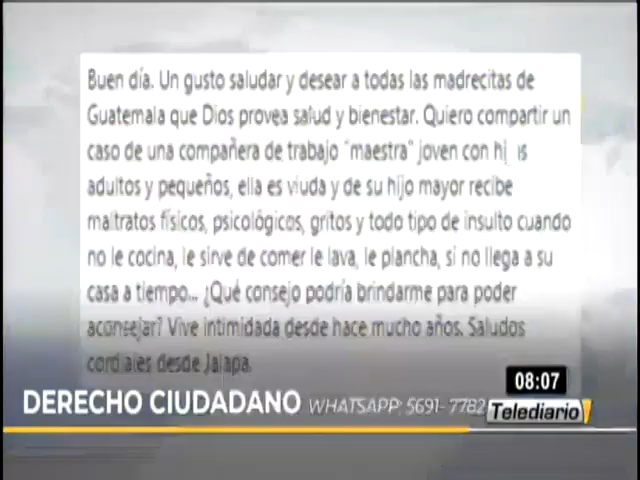 Buen día. Un gusto saludar y desear a todas las madrecitas de
Guatemala que Dios provea salud y bienestar. Quiero compartir un
caso de una compañera de trabajo "maestra" joven con hijos
adultos y pequeños, ella es viuda y de su hijo mayor recibe
maltratos físicos, psicológicos, gritos y todo tipo de insulto cuando
no le cocina, le sirve de comer le lava, le plancha, si no llega a su
casa a tiempo... ¿Qué consejo podría brindarme para poder
aconsejar? Vive intimidada desde hace mucho años. Saludos
cordiales desde Jalapa.
08:07
DERECHO CIUDADANO WHATSAPP: 5691-7782 Telediario